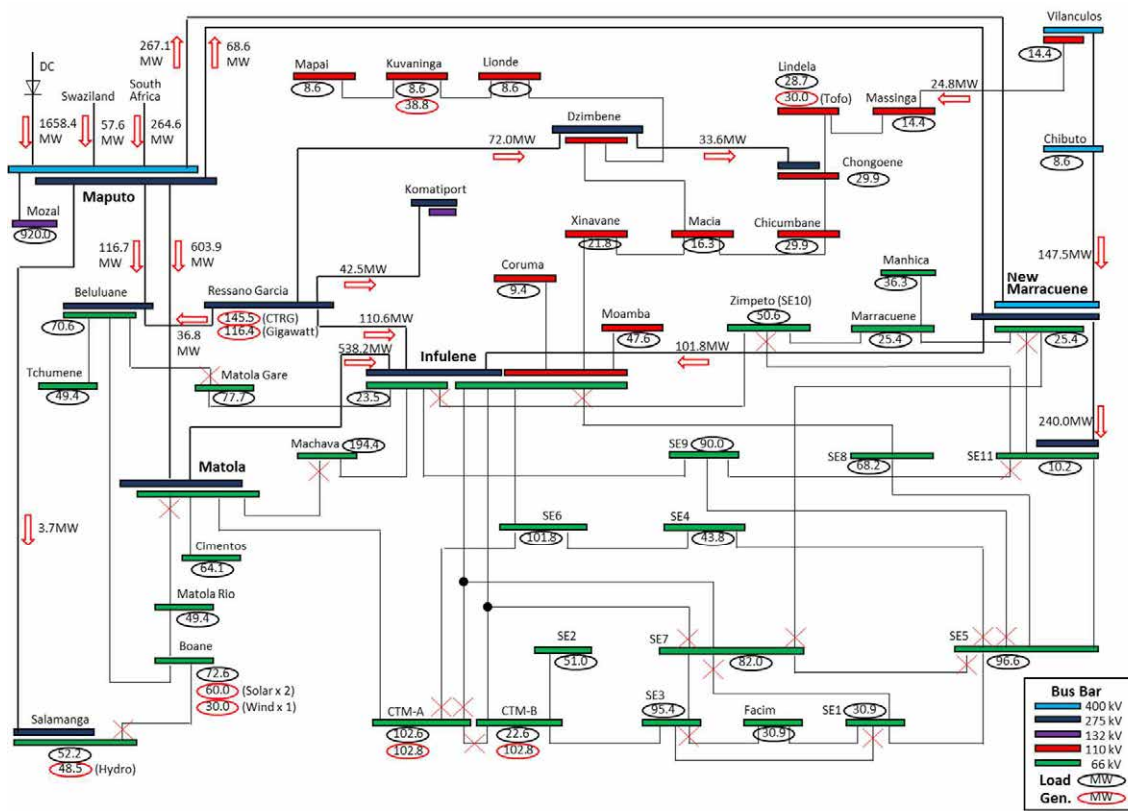 DC
1658.4
MW
Swaziland
57.6
MW
South
Africa
264.6
MW
267.1
MW
68.6
MW
Maputo
Mozal
920.0
116.7
MW
603.9
MW
Mapai
8.6
Kuvaninga
8.6
38.8
Lionde
8.6
Dzimbene
72.0MW
33.6MW
Lindela
28.7
30.0 (Tofo)
Massinga
14.4
24.8MW
Vilanculos
14.4
Chibuto
8.6
Chongoene
29.9
Komatiport
42.5MW
Xinavane
21.8
Macia
16.3
Chicumbane
29.9
Coruma
9.4
Moamba
47.6
Manhica
36.3
Zimpeto (SE10)
50.6
Marracuene
25.4
147.5MW
New
Marracuene
25.4
Beluluane
70.6
Ressano Garcia
145.5 (CTRG)
116.4 (Gigawatt)
36.8
MW
110.6MW
538.2MW
Infulene
101.8MW
23.5
Tchumene
49.4
Matola Gare
77.7
Machava
194.4
Matola
SE9
90.0
SE8
68.2
SE11
10.2
240.0MW
3.7MW
Cimentos
64.1
Matola Rio
49.4
Boane
72.6
60.0 (Solar x 2)
30.0 (Wind x 1)
Salamanga
52.2
48.5 (Hydro)
SE6
101.8
SE4
43.8
SE2
51.0
SE7
82.0
SE5
96.6
CTM-A
102.6
102.8
CTM-B
22.6
102.8
SE3
95.4
Facim
30.9
SE1
30.9
Bus Bar
400 kV
275 kV
132 kV
110 kV
66 kV
Load MW
Gen. MW